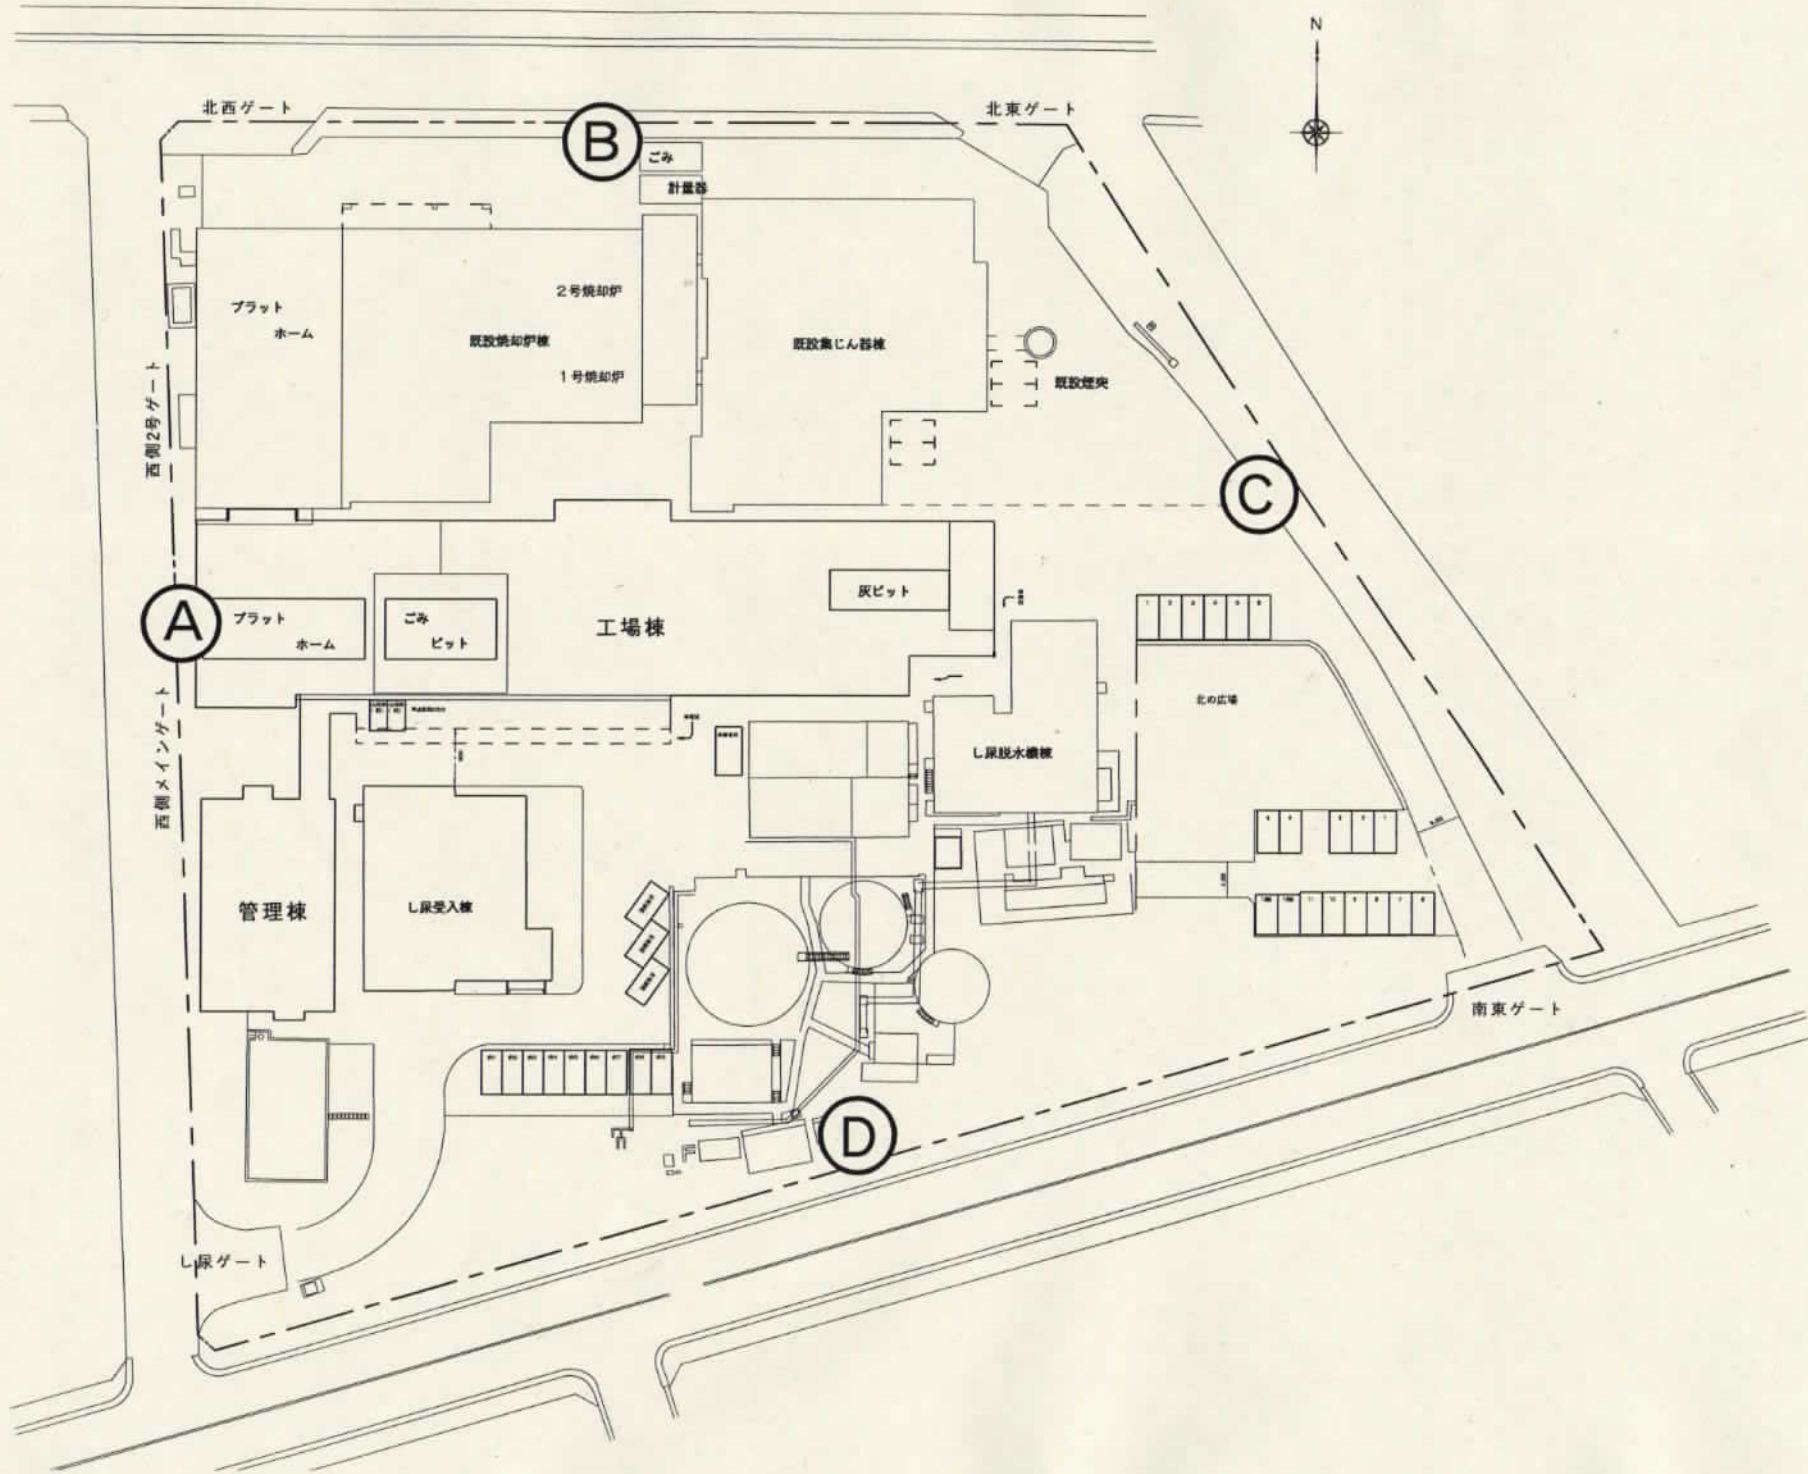 N
北西ゲート
北東ゲート
B
ごみ
計量器
2号焼却炉
プラット
ホーム
既設焼却炉棟
既設集じん器棟
1号焼却炉
既設煙突
西側2号ゲート
C
A
プラット
ホーム
ごみ
ピット
工場棟
灰ピット
北の広場
西側メインゲート
し尿脱水機棟
管理棟
し尿受入棟
南東ゲート
D
し尿ゲート